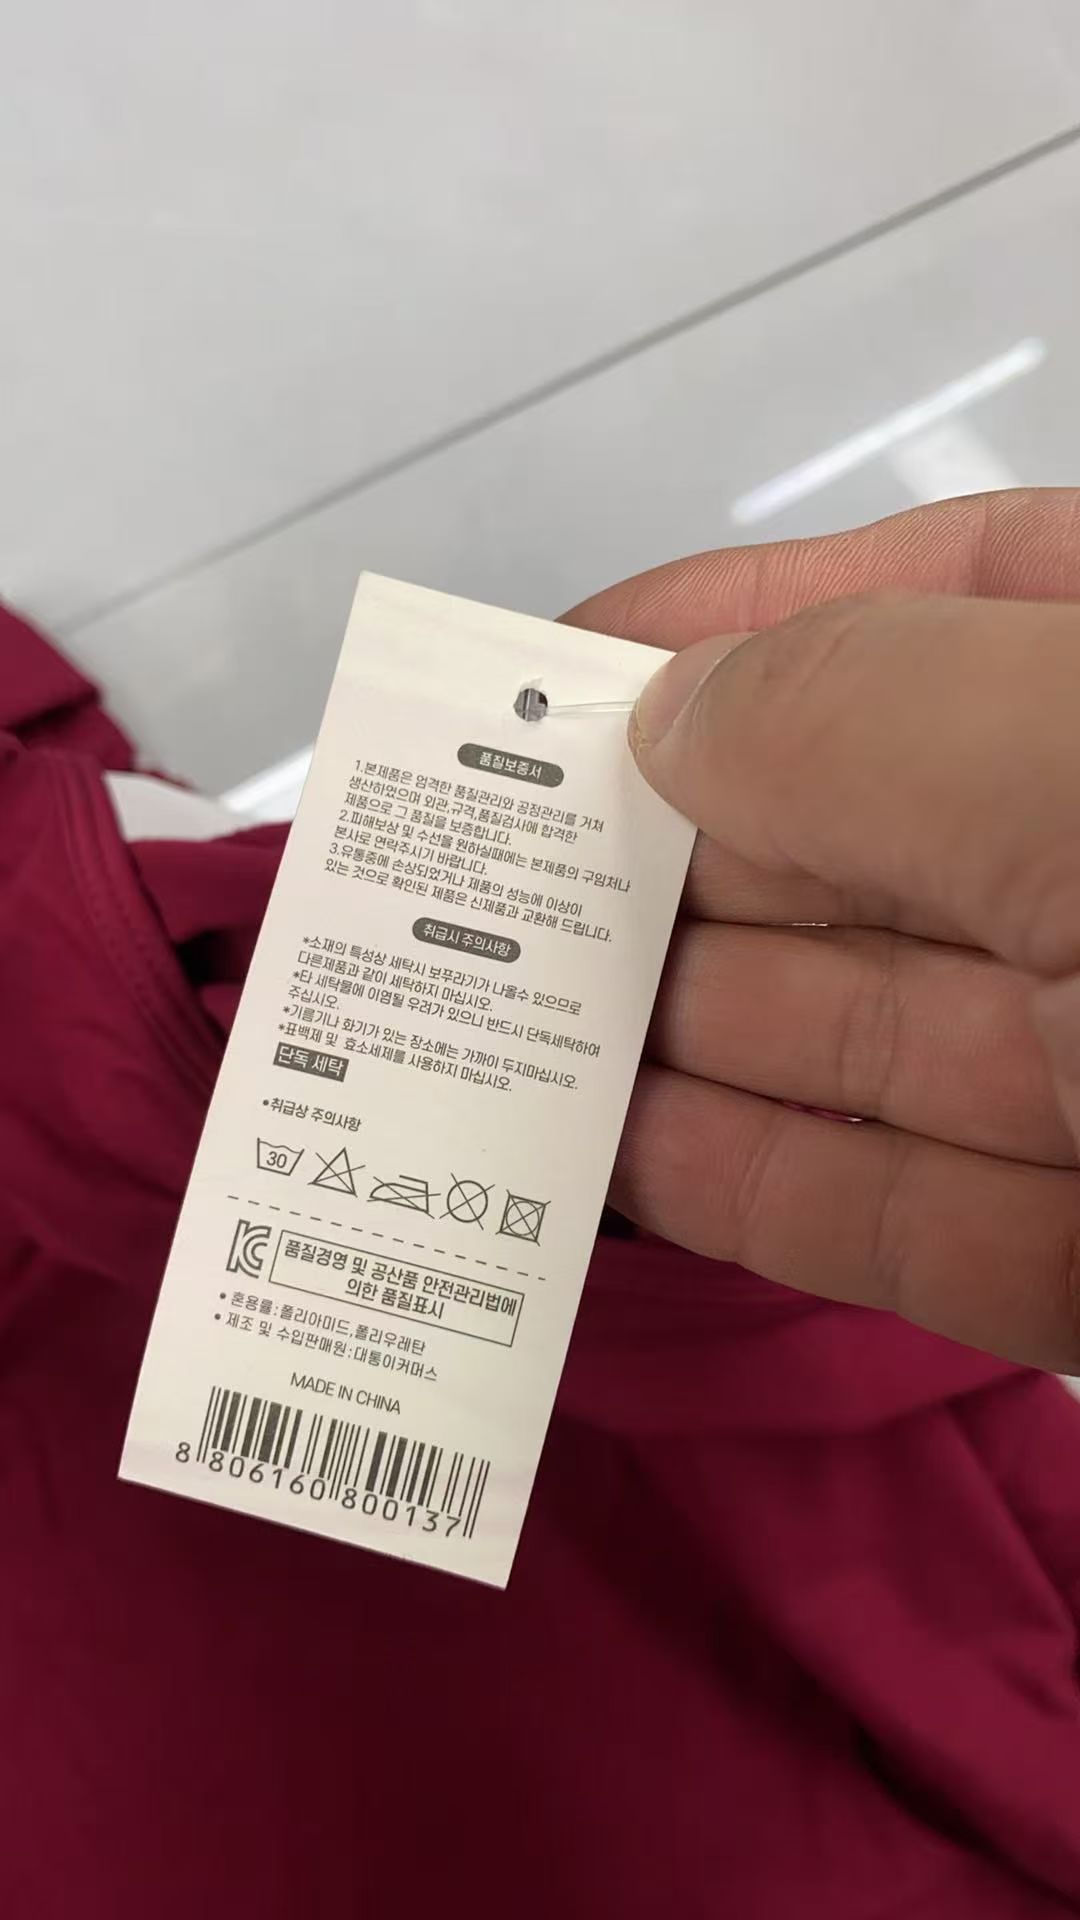 품질보증서
1.본제품은 엄격한 품질관리와 공정관리를 거쳐
생산하였으며 외관,규격,품질검사에 합격한
제품으로 그 품질을 보증합니다.
2.피해보상 및 수선을 원하실때에는 본제품의 구입처나
본사로 연락주시기 바랍니다.
3.유통중에 손상되었거나 제품의 성능에 이상이
있는 것으로 확인된 제품은 신제품과 교환해 드립니다.
취급시 주의사항
*소재의 특성상 세탁시 보푸라기가 나올수 있으므로
다른제품과 같이 세탁하지 마십시오.
*타 세탁물에 이염될 우려가 있으니 반드시 단독세탁하여
주십시오.
*기름기나 화기가 있는 장소에는 가까이 두지마십시오.
*표백제 및 효소세제를 사용하지 마십시오.
단독 세탁
•취급상 주의사항
30
KC
품질경영 및 공산품 안전관리법에
의한 품질표시
• 혼용률:폴리아미드,폴리우레탄
• 제조 및 수입판매원:대통이커머스
MADE IN CHINA
8 806160 800137